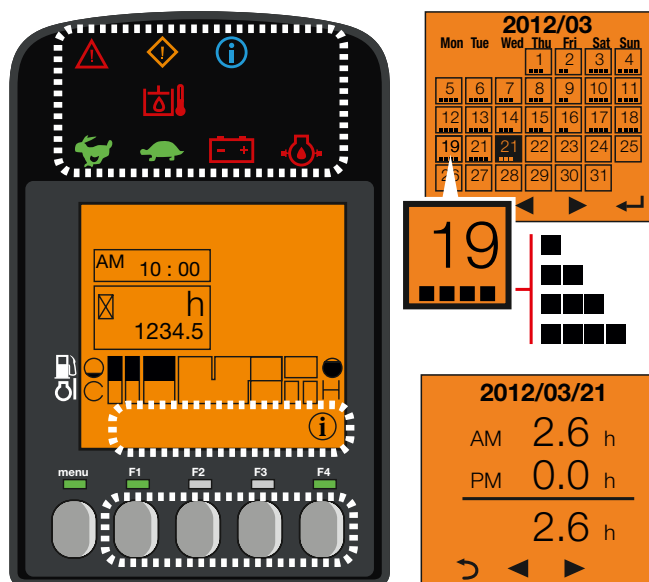 AM 10 : 00
h
1234.5
C H
menu F1 F2 F3 F4
2012/03
Mon Tue Wed Thu Fri Sat Sun
1 2 3 4
5 6 7 8 9 10 11
12 13 14 15 16 17 18
19 21 21 22 23 24 25
26 27 28 29 30 31
19
2012/03/21
AM 2.6 h
PM 0.0 h
2.6 h